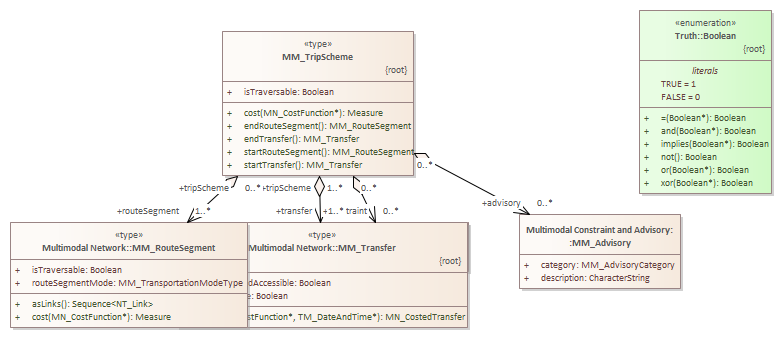 «type»
MM_TripScheme
{root}
+ isTraversable: Boolean
+ cost(MN_CostFunction*): Measure
+ endRouteSegment(): MM_RouteSegment
+ endTransfer(): MM_Transfer
+ startRouteSegment(): MM_RouteSegment
+ startTransfer(): MM_Transfer
«enumeration»
Truth::Boolean
{root}
literals
TRUE = 1
FALSE = 0
+ =(Boolean*): Boolean
+ and(Boolean*): Boolean
+ implies(Boolean*): Boolean
+ not(): Boolean
+ or(Boolean*): Boolean
+ xor(Boolean*): Boolean
0..*
+tripScheme 0..* :ripScheme 1..* 0..*
+advisory 0..*
+routeSegment 1..* +transfer +1..* traint 0..*
«type»
Multimodal Network::MM_RouteSegment
+ isTraversable: Boolean
+ routeSegmentMode: MM_TransportationModeType
+ asLinks(): Sequence<NT_Link>
+ cost(MN_CostFunction*): Measure
«type»
Multimodal Network::MM_Transfer
{root}
dAccessible: Boolean
e: Boolean
stFunction*, TM_DateAndTime*): MN_CostedTransfer
Multimodal Constraint and Advisory:
:MM_Advisory
+ category: MM_AdvisoryCategory
+ description: CharacterString